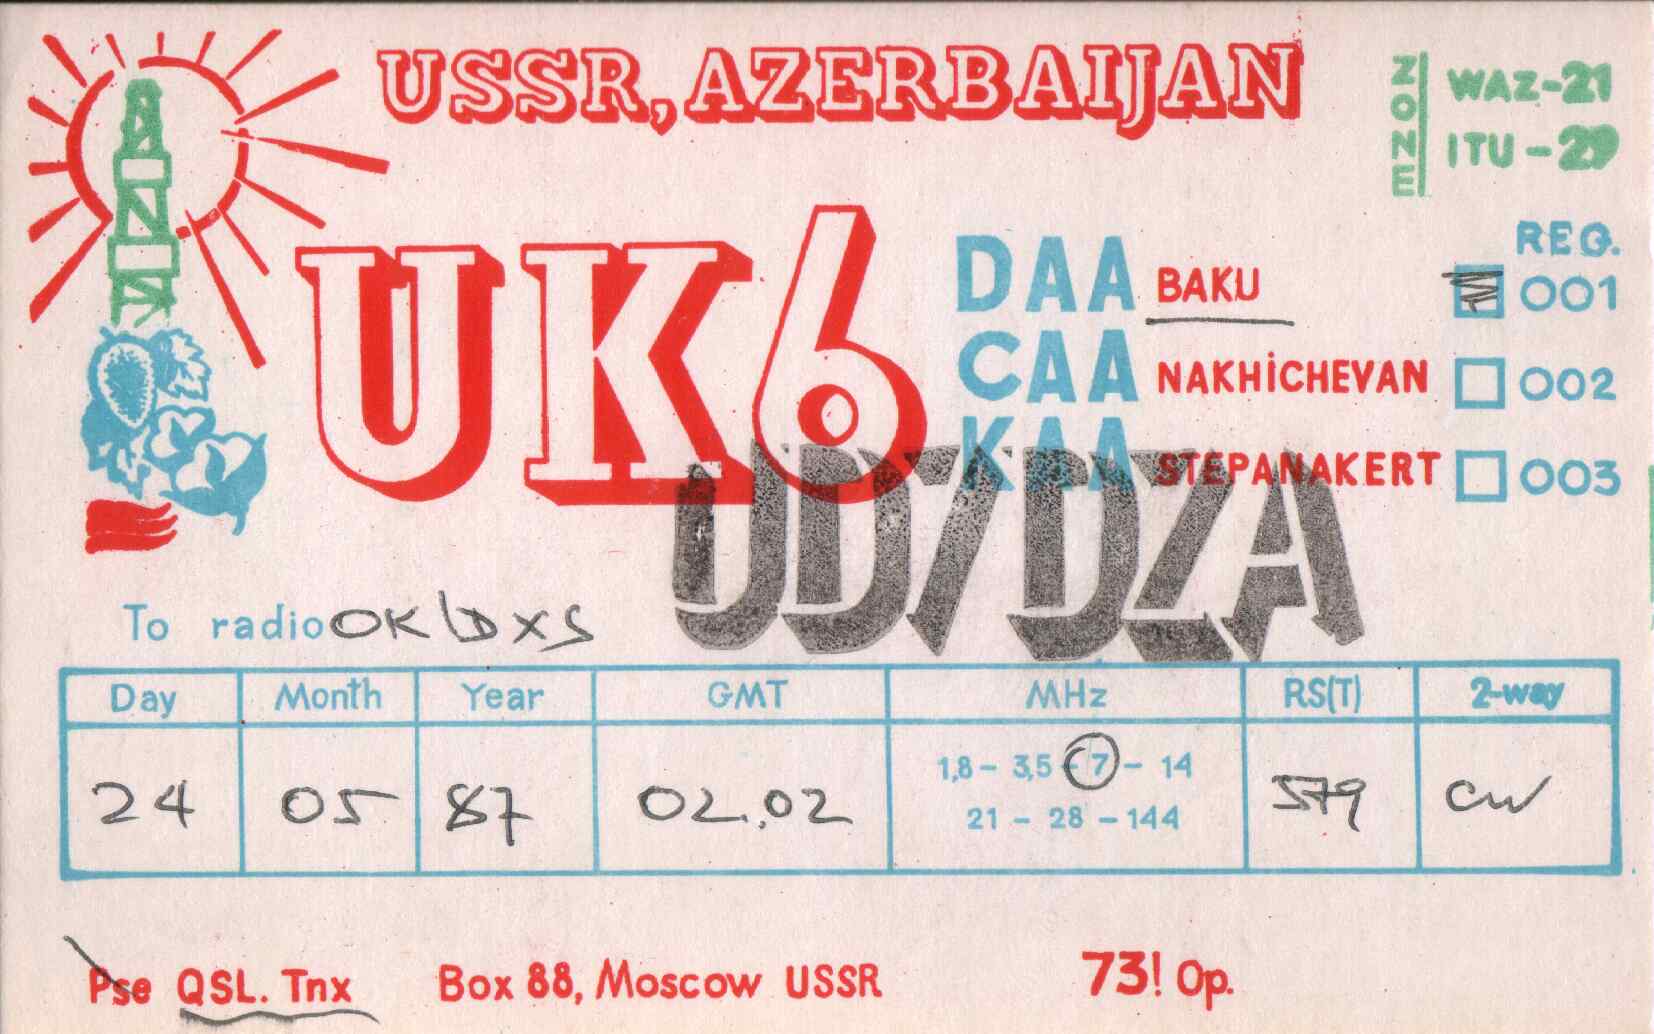 USSR, AZERBAIJAN
ZONE
WAZ-21
ITU-29
UK6
DAA BAKU
CAA NAKHİCHEVAN
KAA STEPANAKERT
REG.
001
002
003
UD7DZA
To radio OK1DXS
Day Month Year GMT MHz RS(T) 2-way
24 05 87 02.02 1,8 - 3,5 - 7 - 14 579 CW
21 - 28 - 144
Pse QSL. Tnx Box 88, Moscow USSR 73! Op.